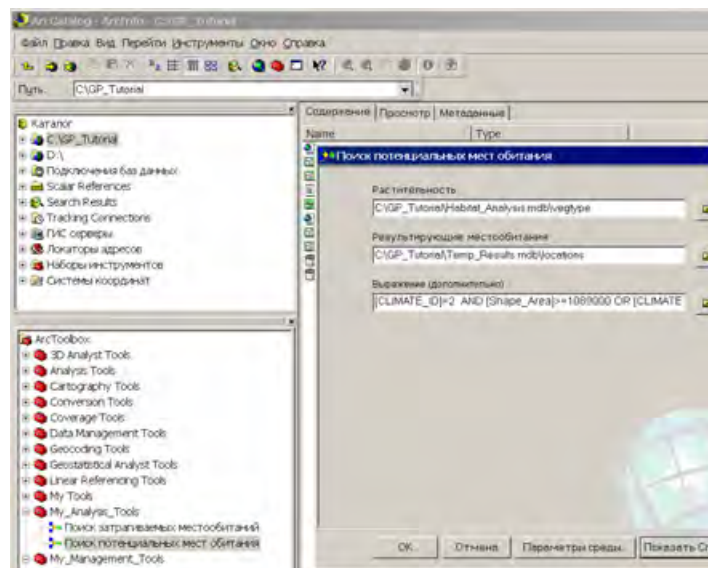 ArcCatalog - ArcInfo - C:\GP_Tutorial
Файл Правка Вид Перейти Инструменты Окно Справка
Путь: C:\GP_Tutorial
Каталог
C:\GP_Tutorial
D:\
Подключения баз данных
Scalar References
Search Results
Tracking Connections
ГИС серверы
Локаторы адресов
Наборы инструментов
Системы координат
ArcToolbox
3D Analyst Tools
Analysis Tools
Cartography Tools
Conversion Tools
Coverage Tools
Data Management Tools
Geocoding Tools
Geostatistical Analyst Tools
Linear Referencing Tools
My Tools
My_Analysis_Tools
Поиск затрагиваемых местообитаний
Поиск потенциальных мест обитания
My_Management_Tools
Содержание Просмотр Метаданные
Name Type
Поиск потенциальных мест обитания
Растительность
C:\GP_Tutorial\Habitat_Analysis.mdb\vegtype
Результирующие местообитания
C:\GP_Tutorial\Temp_Results.mdb\locations
Выражение (дополнительно)
[CLIMATE_ID]=2 AND [Shape_Area]>=1089000 OR [CLIMATE
OK Отмена Параметры среды... Показать Сп